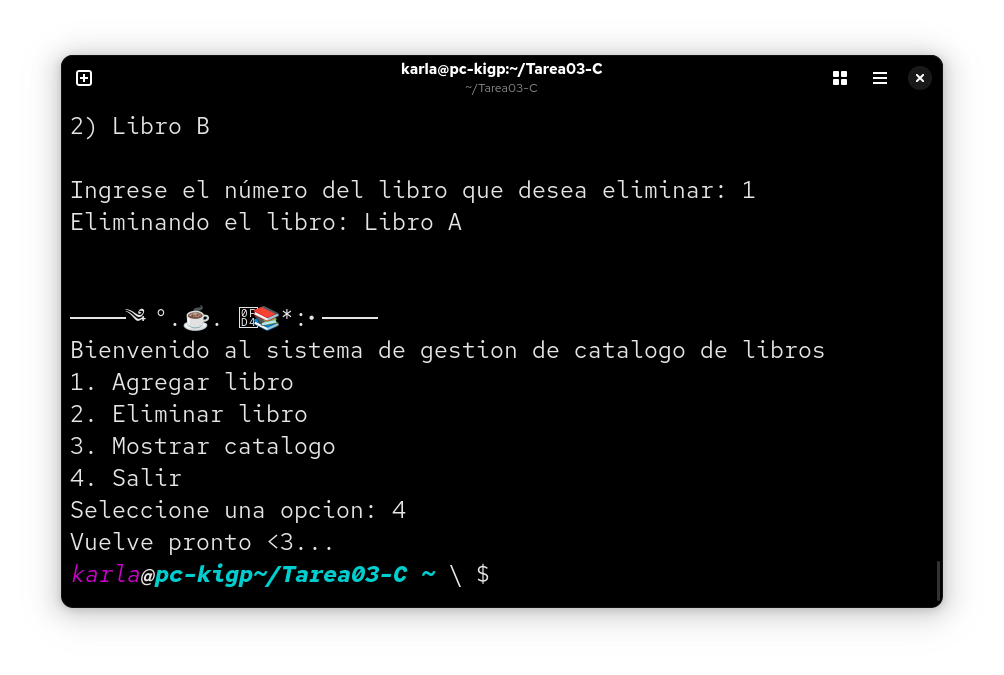 karla@pc-kigp:~/Tarea03-C
~/Tarea03-C
2) Libro B
Ingrese el número del libro que desea eliminar: 1
Eliminando el libro: Libro A
────༄ °.☕. ࿔📚*:･────
Bienvenido al sistema de gestion de catalogo de libros
1. Agregar libro
2. Eliminar libro
3. Mostrar catalogo
4. Salir
Seleccione una opcion: 4
Vuelve pronto <3...
karla@pc-kigp~/Tarea03-C ~ \ $